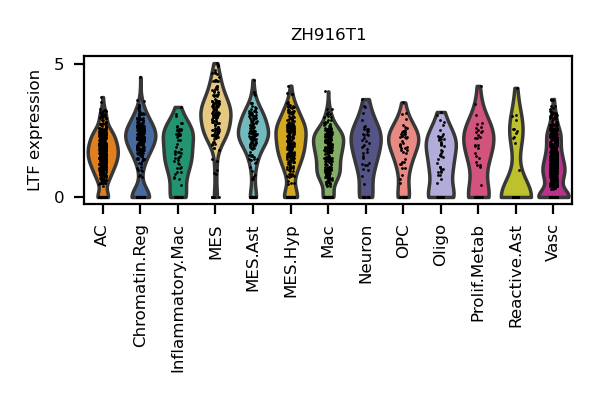 ZH916T1
LTF expression
5
0
AC
Chromatin.Reg
Inflammatory.Mac
MES
MES.Ast
MES.Hyp
Mac
Neuron
OPC
Oligo
Prolif.Metab
Reactive.Ast
Vasc